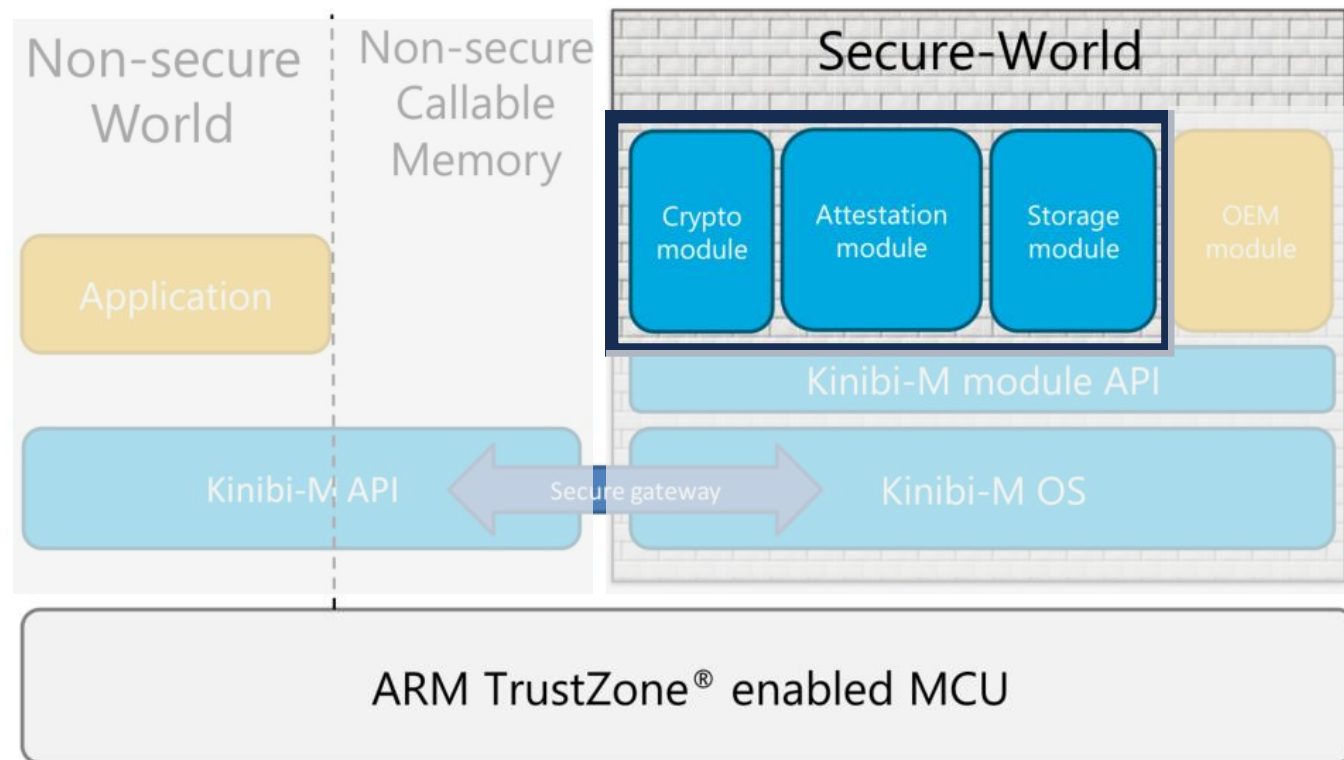 Non-secure
World
Non-secure
Callable
Memory
Secure-World
Crypto
module
Attestation
module
Storage
module
OEM
module
Application
Kinibi-M module API
Kinibi-M API
Secure gateway
Kinibi-M OS
ARM TrustZone® enabled MCU